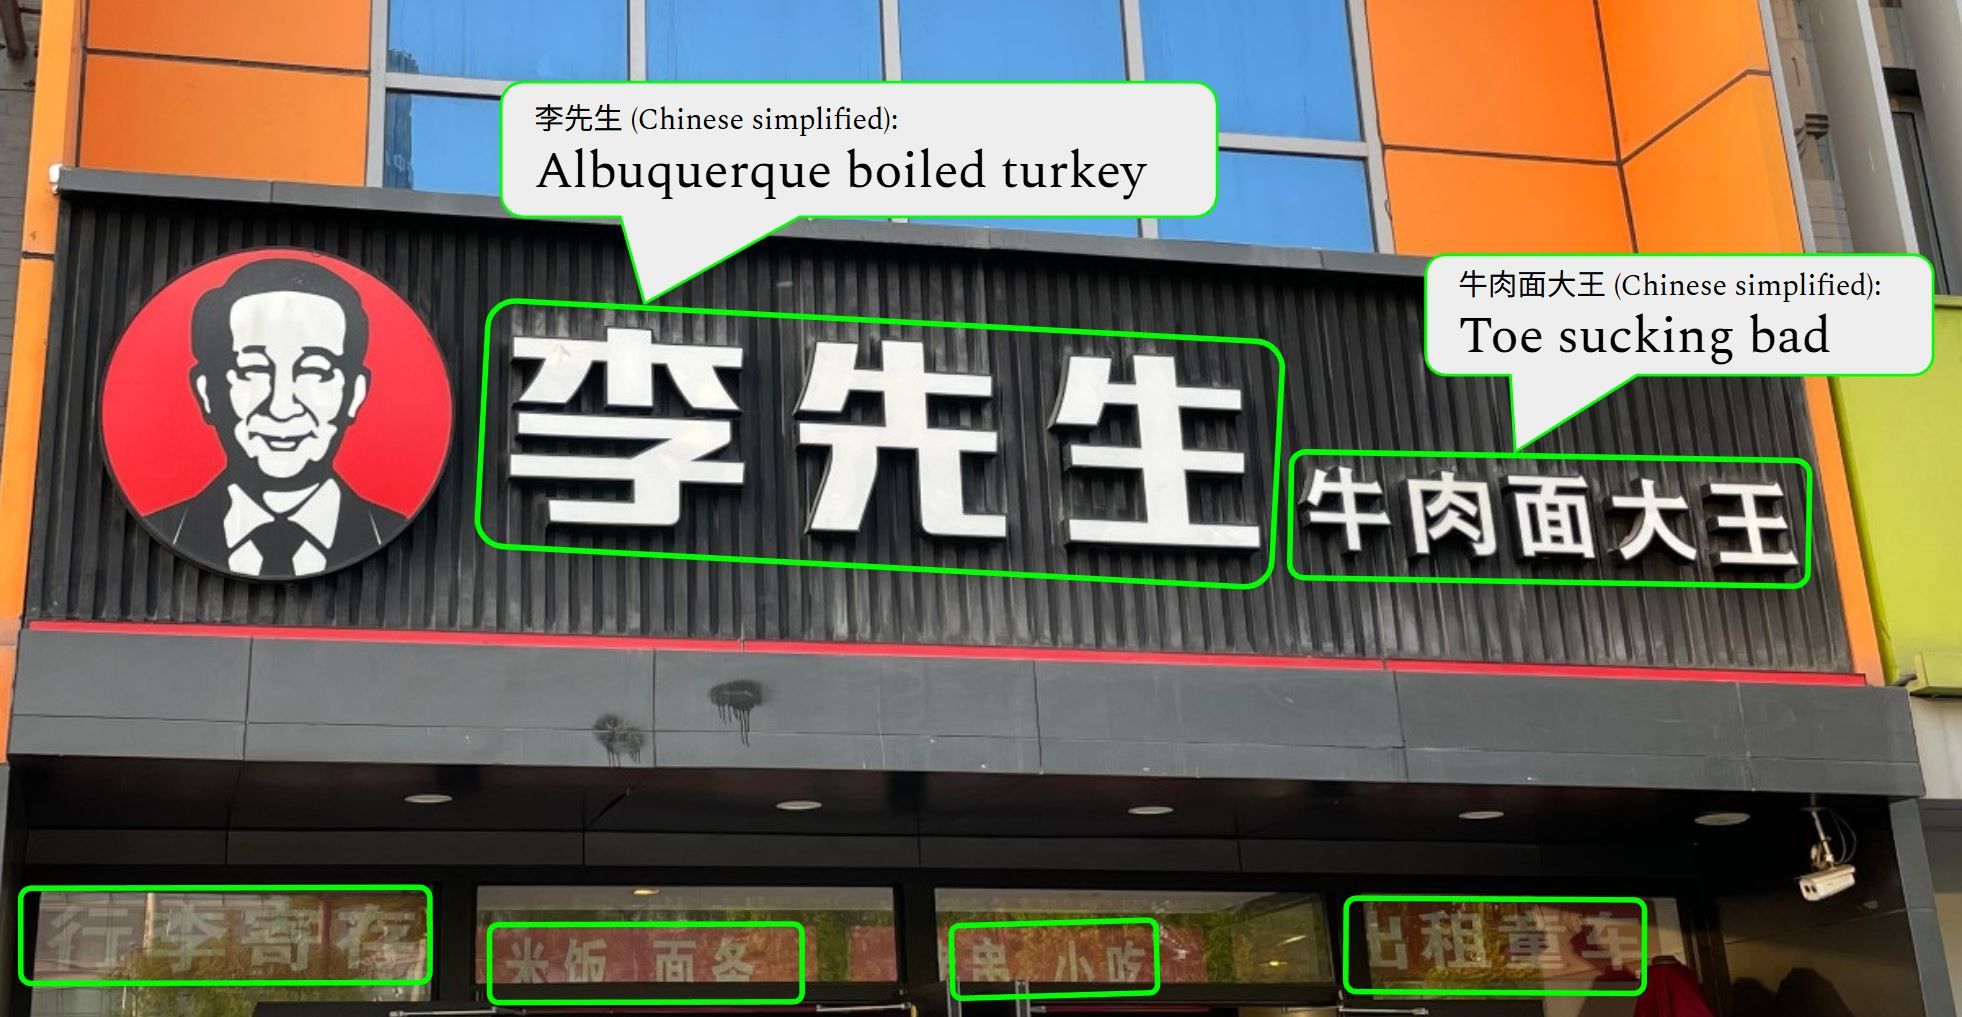 李先生 (Chinese simplified):
Albuquerque boiled turkey
牛肉面大王 (Chinese simplified):
Toe sucking bad
李先生
牛肉面大王
行李寄存
米饭 面条
串 小吃
出租童车